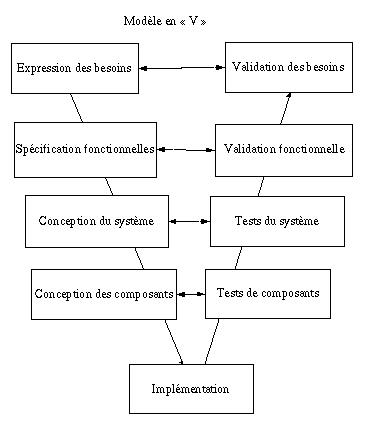 Modèle en « V »
Expression des besoins
Validation des besoins
Spécification fonctionnelles
Validation fonctionnelle
Conception du système
Tests du système
Conception des composants
Tests de composants
Implémentation